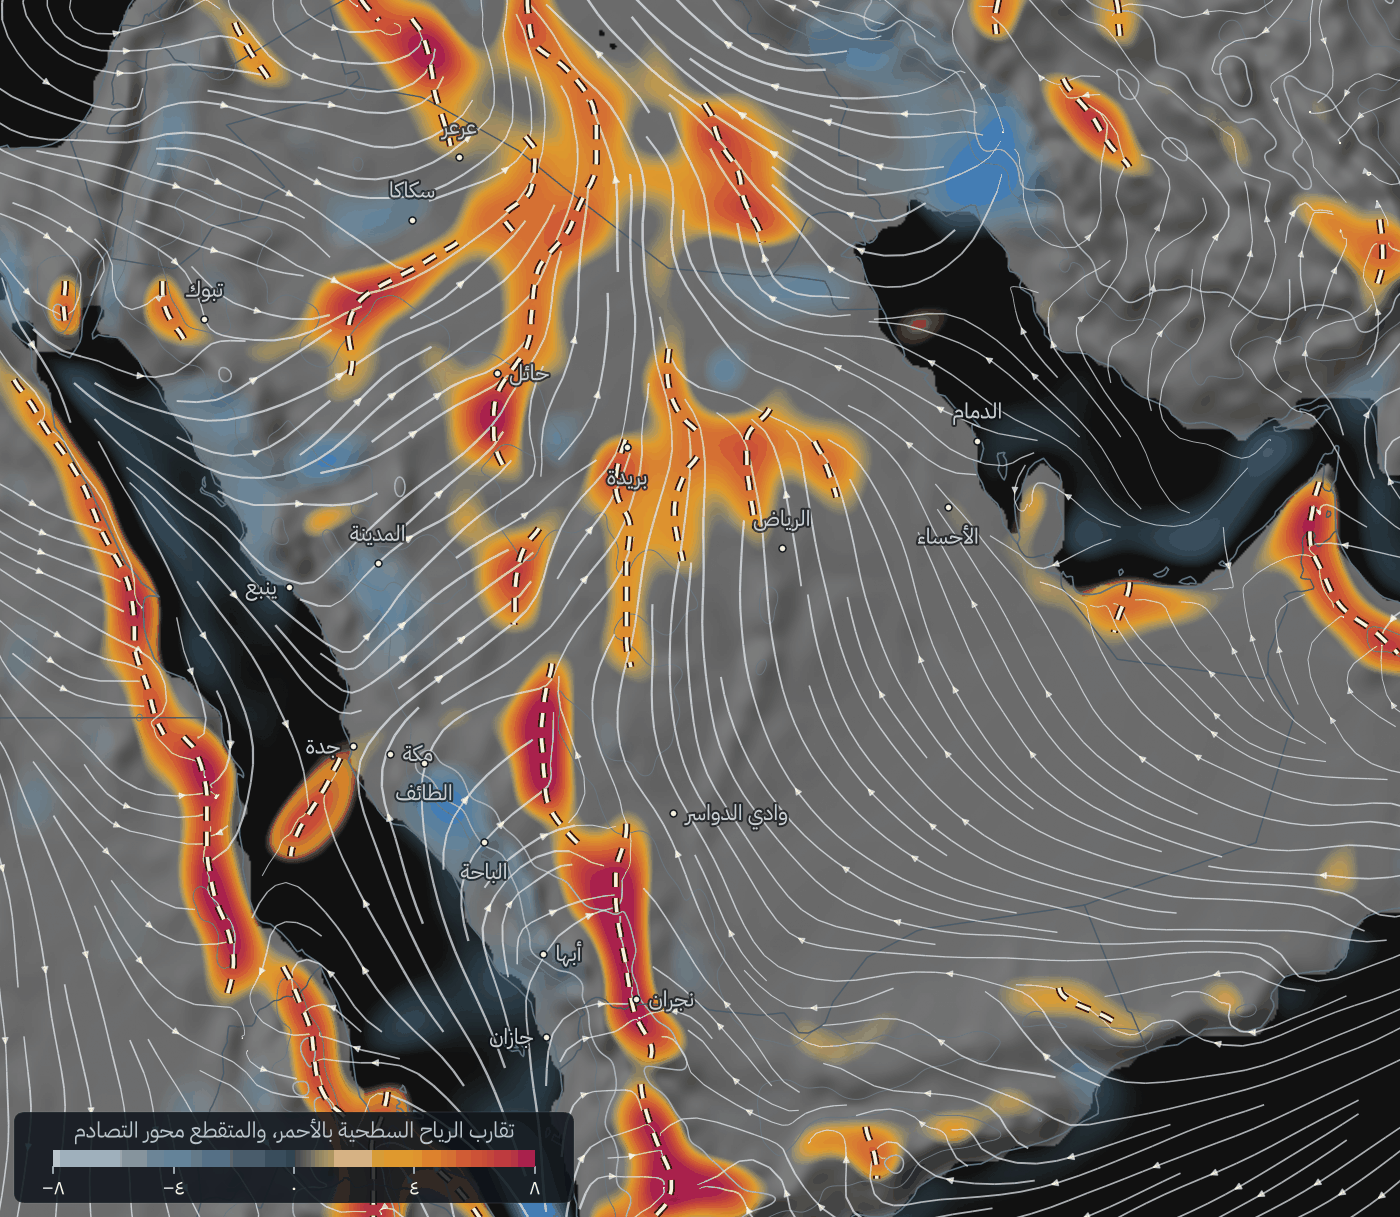 عرعر
سكاكا
تبوك
حائل
الدمام
بريدة
الرياض
الأحساء
المدينة
ينبع
جدة
مكة
الطائف
وادي الدواسر
الباحة
أبها
نجران
جازان
تقارب الرياح السطحية بالأحمر، والمتقطع محور التصادم
−٨ −٤ ٠ ٤ ٨